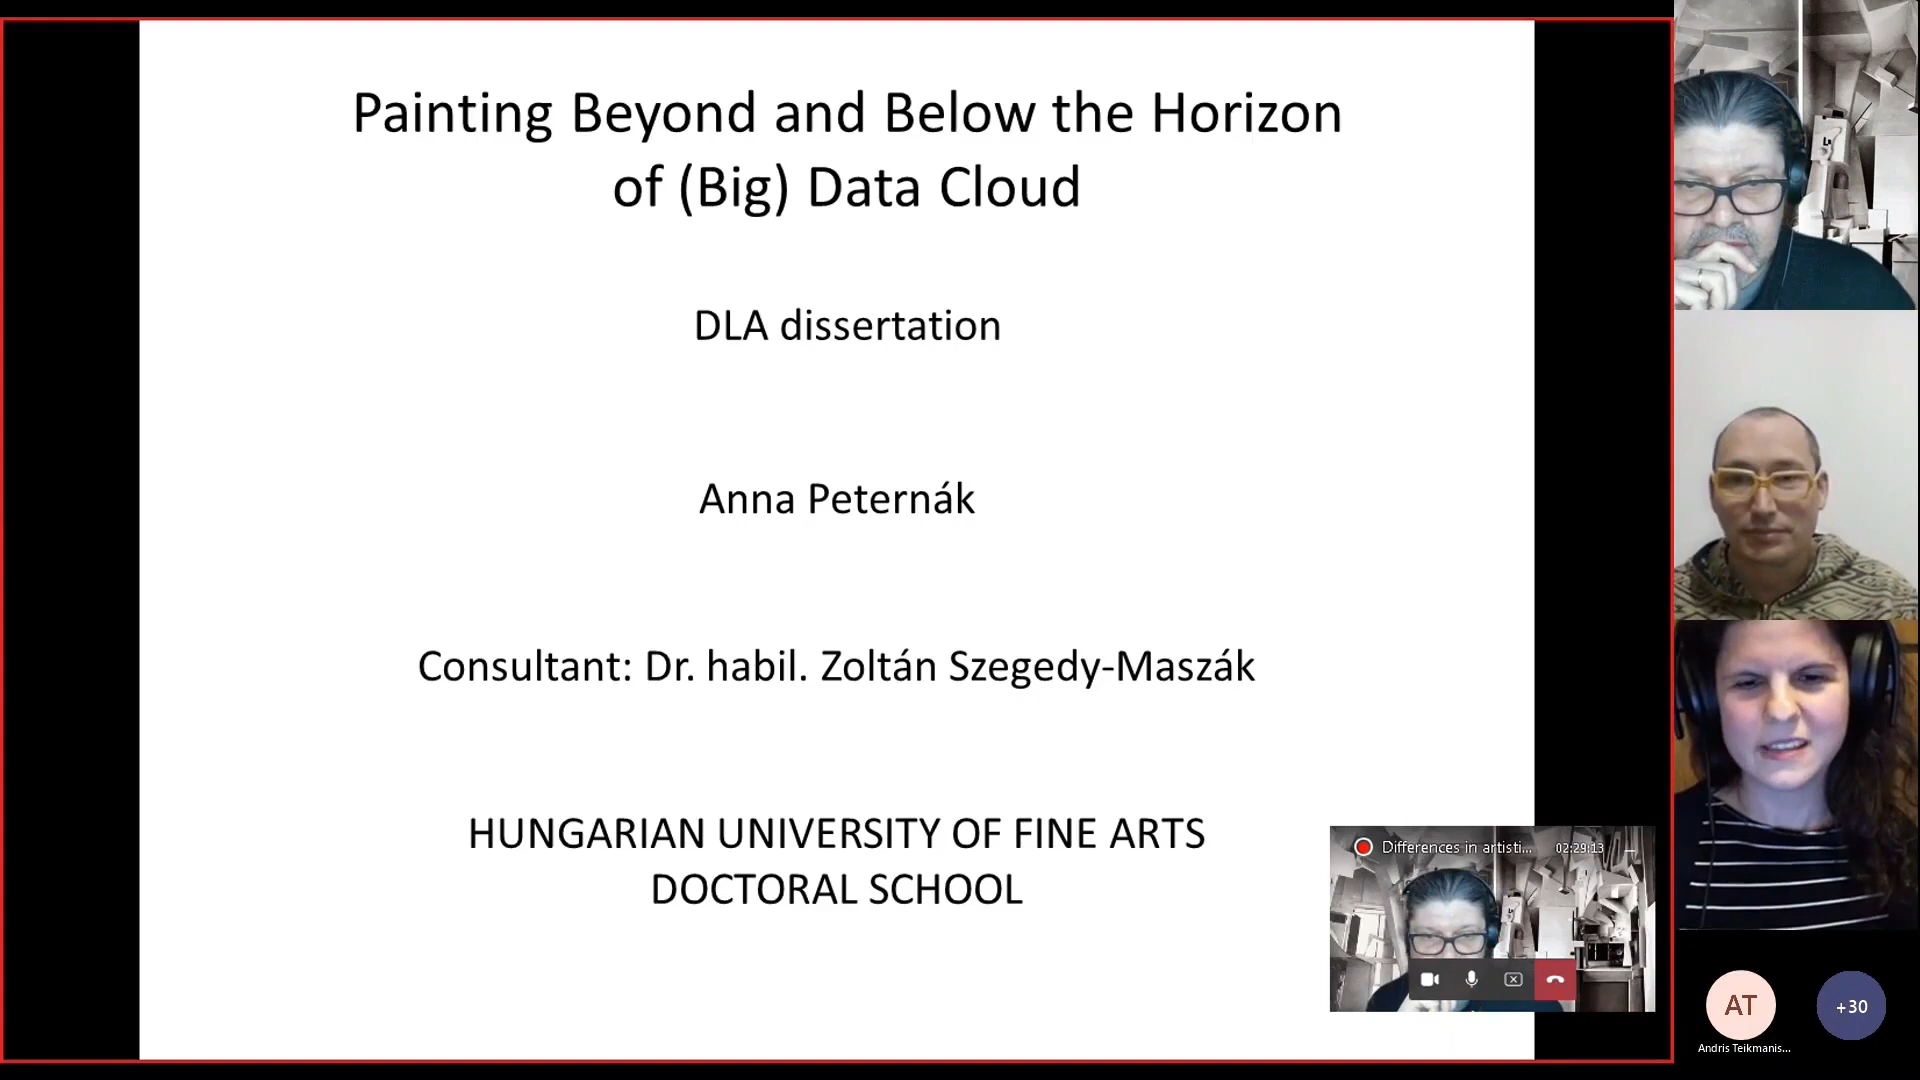 Painting Beyond and Below the Horizon
of (Big) Data Cloud
DLA dissertation
Anna Peternák
Consultant: Dr. habil. Zoltán Szegedy-Maszák
HUNGARIAN UNIVERSITY OF FINE ARTS
DOCTORAL SCHOOL
Differences in artisti... 02:29:13
AT
+30
Andris Teikmanis...